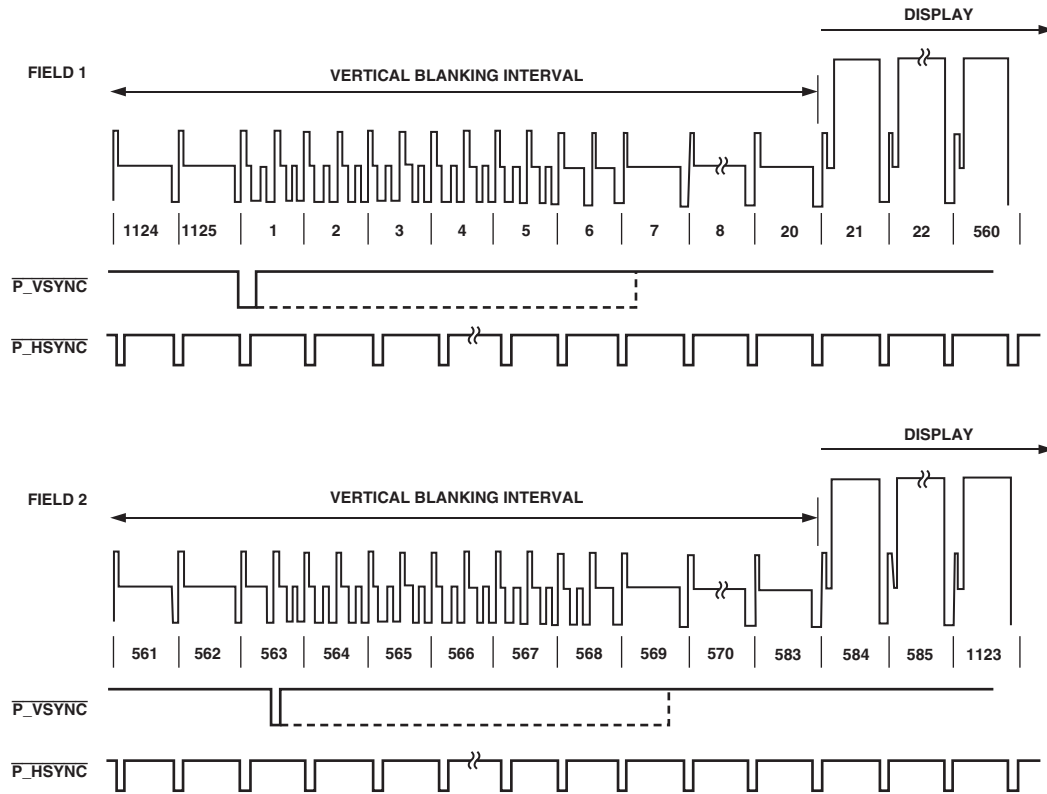 DISPLAY
FIELD 1
VERTICAL BLANKING INTERVAL
1124 1125 1 2 3 4 5 6 7 8 20 21 22 560
P_VSYNC
P_HSYNC
DISPLAY
FIELD 2
VERTICAL BLANKING INTERVAL
561 562 563 564 565 566 567 568 569 570 583 584 585 1123
P_VSYNC
P_HSYNC